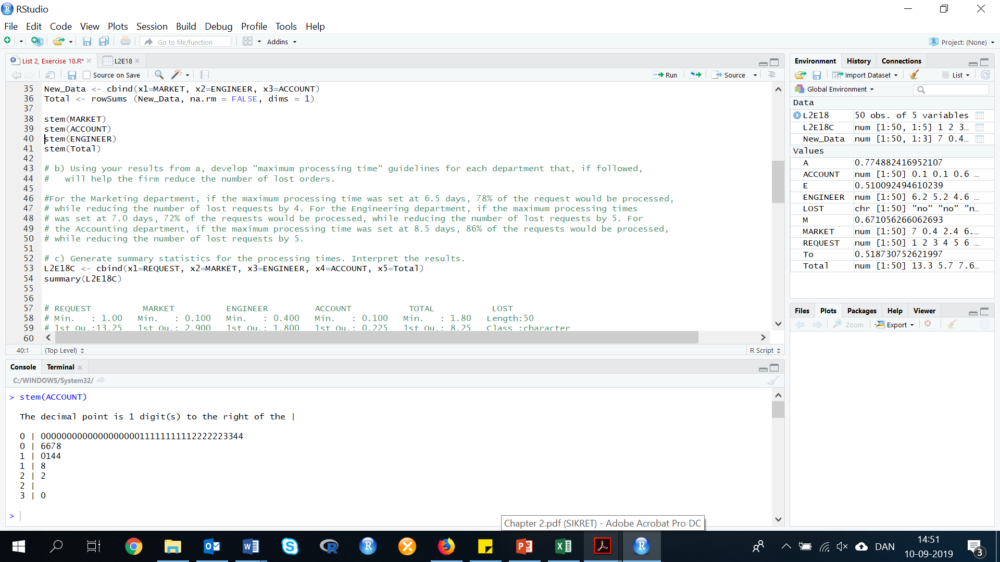 RStudio
File Edit Code View Plots Session Build Debug Profile Tools Help
Go to file/function
Addins
Project: (None)
List 2, Exercise 18.R*
L2E18
Source on Save
Run
Source
35 New_Data <- cbind(x1=MARKET, x2=ENGINEER, x3=ACCOUNT)
36 Total <- rowSums (New_Data, na.rm = FALSE, dims = 1)
37
38 stem(MARKET)
39 stem(ACCOUNT)
40 stem(ENGINEER)
41 stem(Total)
42
43 # b) Using your results from a, develop "maximum processing time" guidelines for each department that, if followed,
44 #   will help the firm reduce the number of lost orders.
45
46 #For the Marketing department, if the maximum processing time was set at 6.5 days, 78% of the request would be processed,
47 # while reducing the number of lost requests by 4. For the Engineering department, if the maximum processing times
48 # was set at 7.0 days, 72% of the requests would be processed, while reducing the number of lost requests by 5. For
49 # the Accounting department, if the maximum processing time was set at 8.5 days, 86% of the requests would be processed,
50 # while reducing the number of lost requests by 5.
51
52 # c) Generate summary statistics for the processing times. Interpret the results.
53 L2E18C <- cbind(x1=REQUEST, x2=MARKET, x3=ENGINEER, x4=ACCOUNT, x5=Total)
54 summary(L2E18C)
55
56
57 # REQUEST MARKET ENGINEER ACCOUNT TOTAL LOST
58 # Min. : 1.00 Min. : 0.100 Min. : 0.400 Min. : 0.100 Min. : 1.80 Length:50
59 # 1st Qu.:13.25 1st Qu.: 2.900 1st Qu.: 1.800 1st Qu.: 0.225 1st Qu.: 8.25 Class :character
60
40:1 (Top Level) R Script
Console Terminal
C:/WINDOWS/System32/
> stem(ACCOUNT)
The decimal point is 1 digit(s) to the right of the |
0 | 000000000000000000011111111112222223344
0 | 6678
1 | 0144
1 | 8
2 | 2
2 |
3 | 0
>
Environment History Connections
Import Dataset List
Global Environment
Data
L2E18 50 obs. of 5 variables
L2E18C num [1:50, 1:5] 1 2 3…
New_Data num [1:50, 1:3] 7 0.4…
Values
A 0.774882416952107
ACCOUNT num [1:50] 0.1 0.1 0.6 …
E 0.510092494610239
ENGINEER num [1:50] 6.2 5.2 4.6 …
LOST chr [1:50] "no" "no" "n…
M 0.671056266062693
MARKET num [1:50] 7 0.4 2.4 6.…
REQUEST num [1:50] 1 2 3 4 5 6 …
To 0.518730752621997
Total num [1:50] 13.3 5.7 7.6…
Files Plots Packages Help Viewer
Zoom Export
Chapter 2.pdf (SIKRET) - Adobe Acrobat Pro DC
DAN
14:51
10-09-2019
3